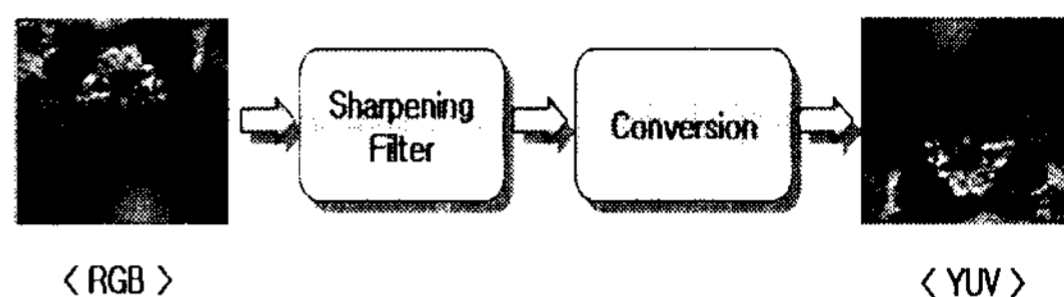 Sharpening
Filter
Conversion
< RGB >
< YUV >